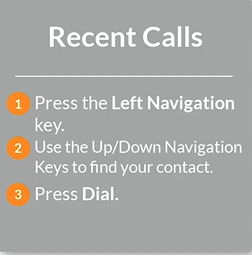 Recent Calls
1 Press the Left Navigation
key.
2 Use the Up/Down Navigation
Keys to find your contact.
3 Press Dial.